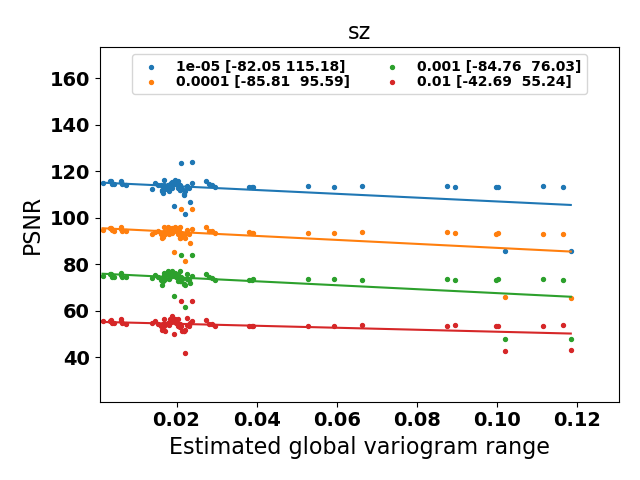 sz
1e-05 [-82.05 115.18]
0.0001 [-85.81  95.59]
0.001 [-84.76  76.03]
0.01 [-42.69  55.24]
PSNR
160
140
120
100
80
60
40
0.02 0.04 0.06 0.08 0.10 0.12
Estimated global variogram range